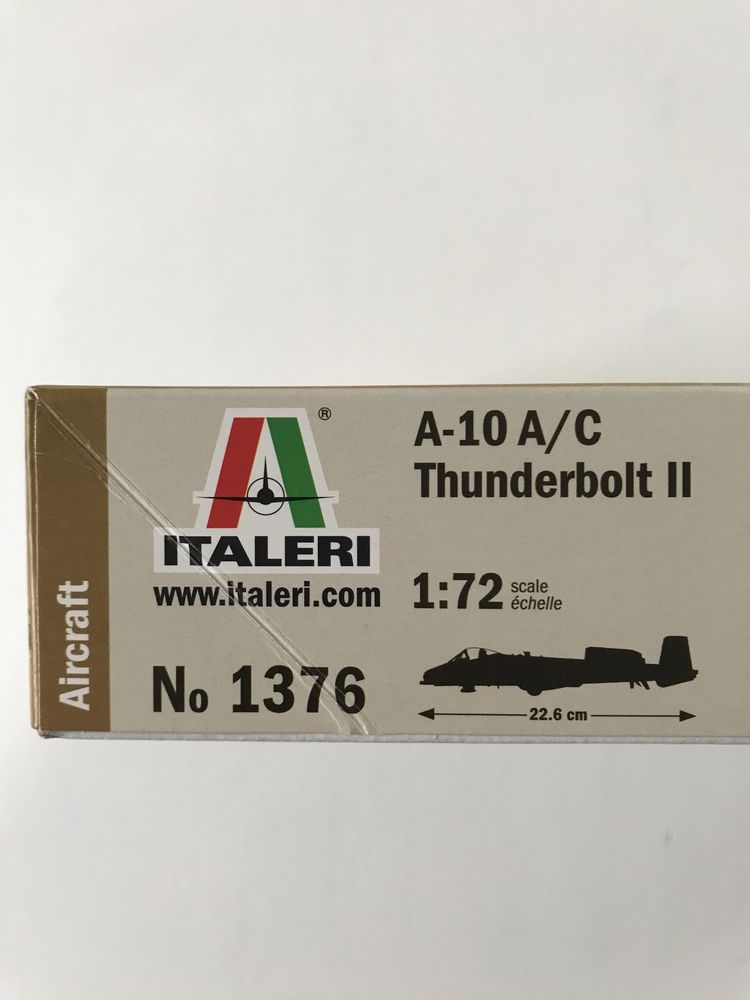 Aircraft
®
ITALERI
www.italeri.com
No 1376
A-10 A/C
Thunderbolt II
1:72 scale
échelle
22.6 cm